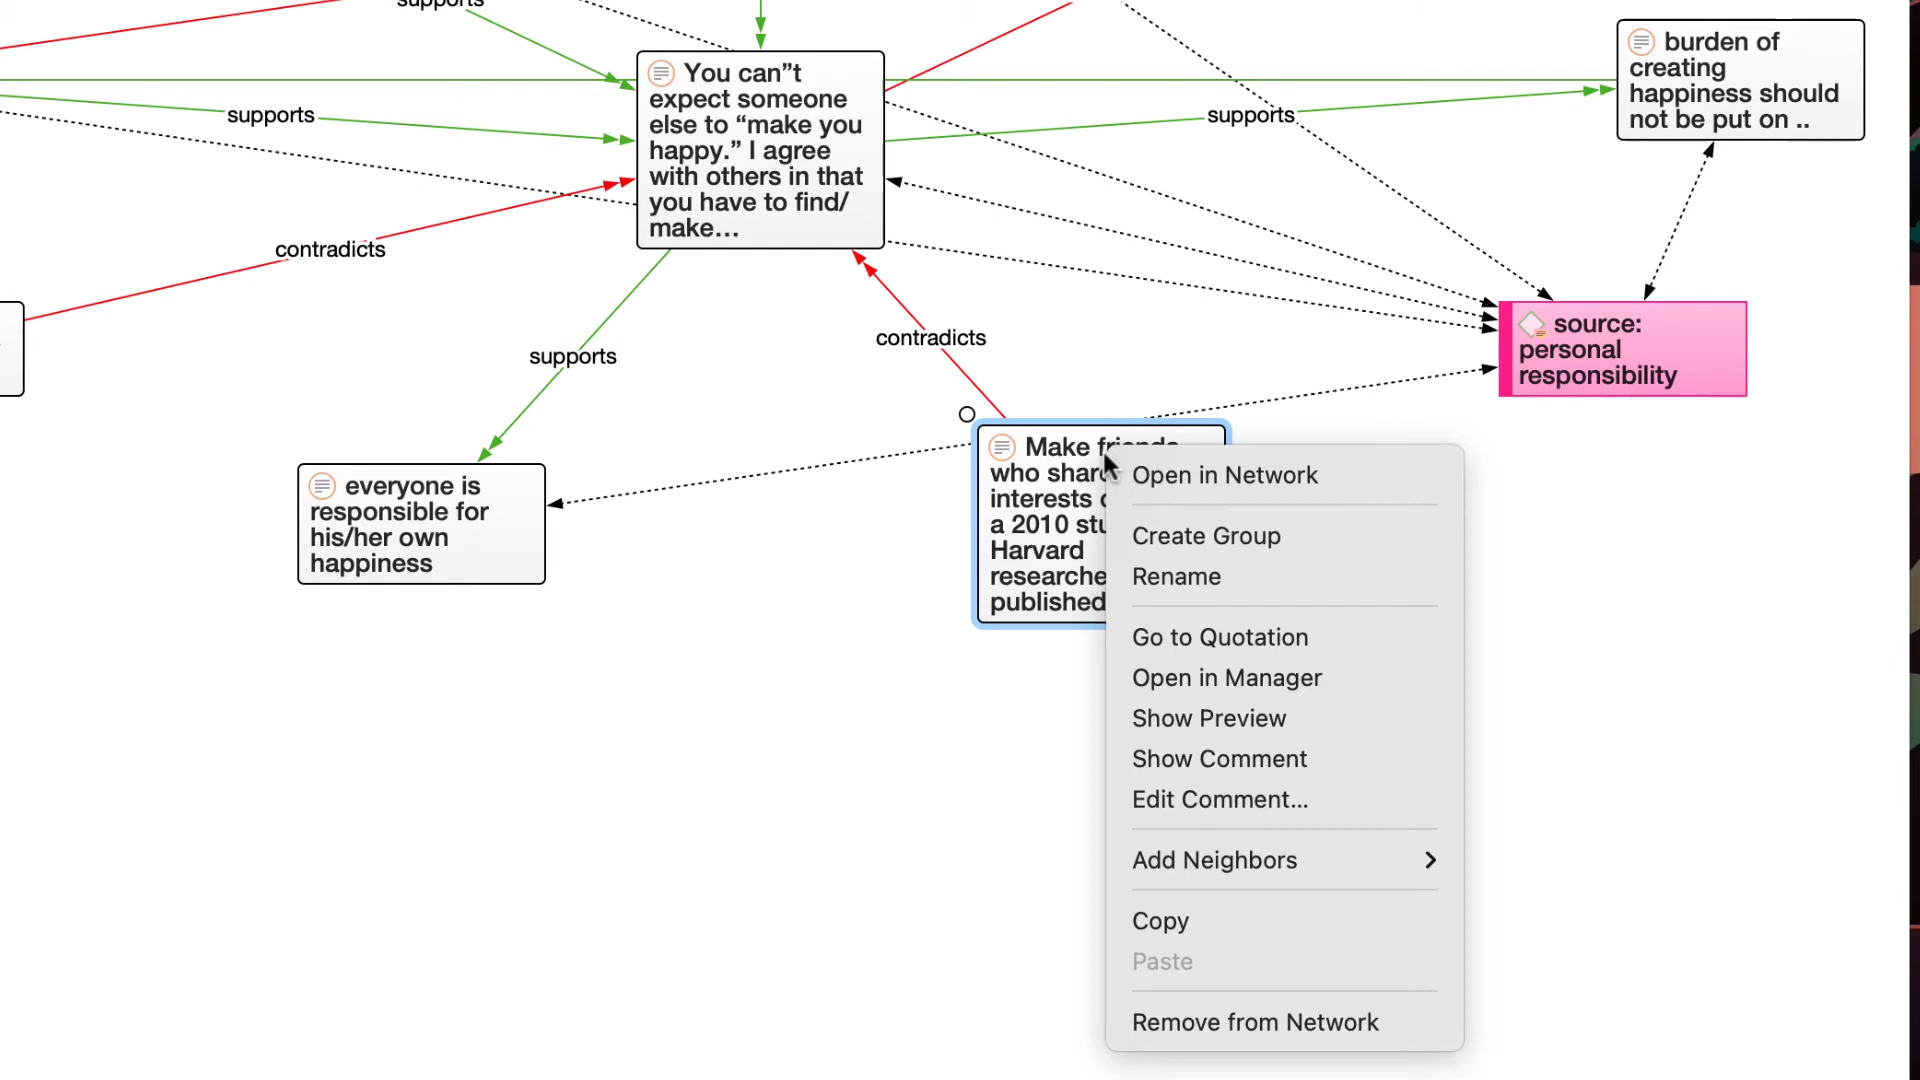 supports
You can”t
expect someone
else to “make you
happy.” I agree
with others in that
you have to find/
make...
burden of
creating
happiness should
not be put on ..
supports
supports
contradicts
contradicts
supports
source:
personal
responsibility
everyone is
responsible for
his/her own
happiness
Make friends
who share
interests
a 2010
Harvard
published
Open in Network
Create Group
Rename
Go to Quotation
Open in Manager
Show Preview
Show Comment
Edit Comment...
Add Neighbors
Copy
Paste
Remove from Network